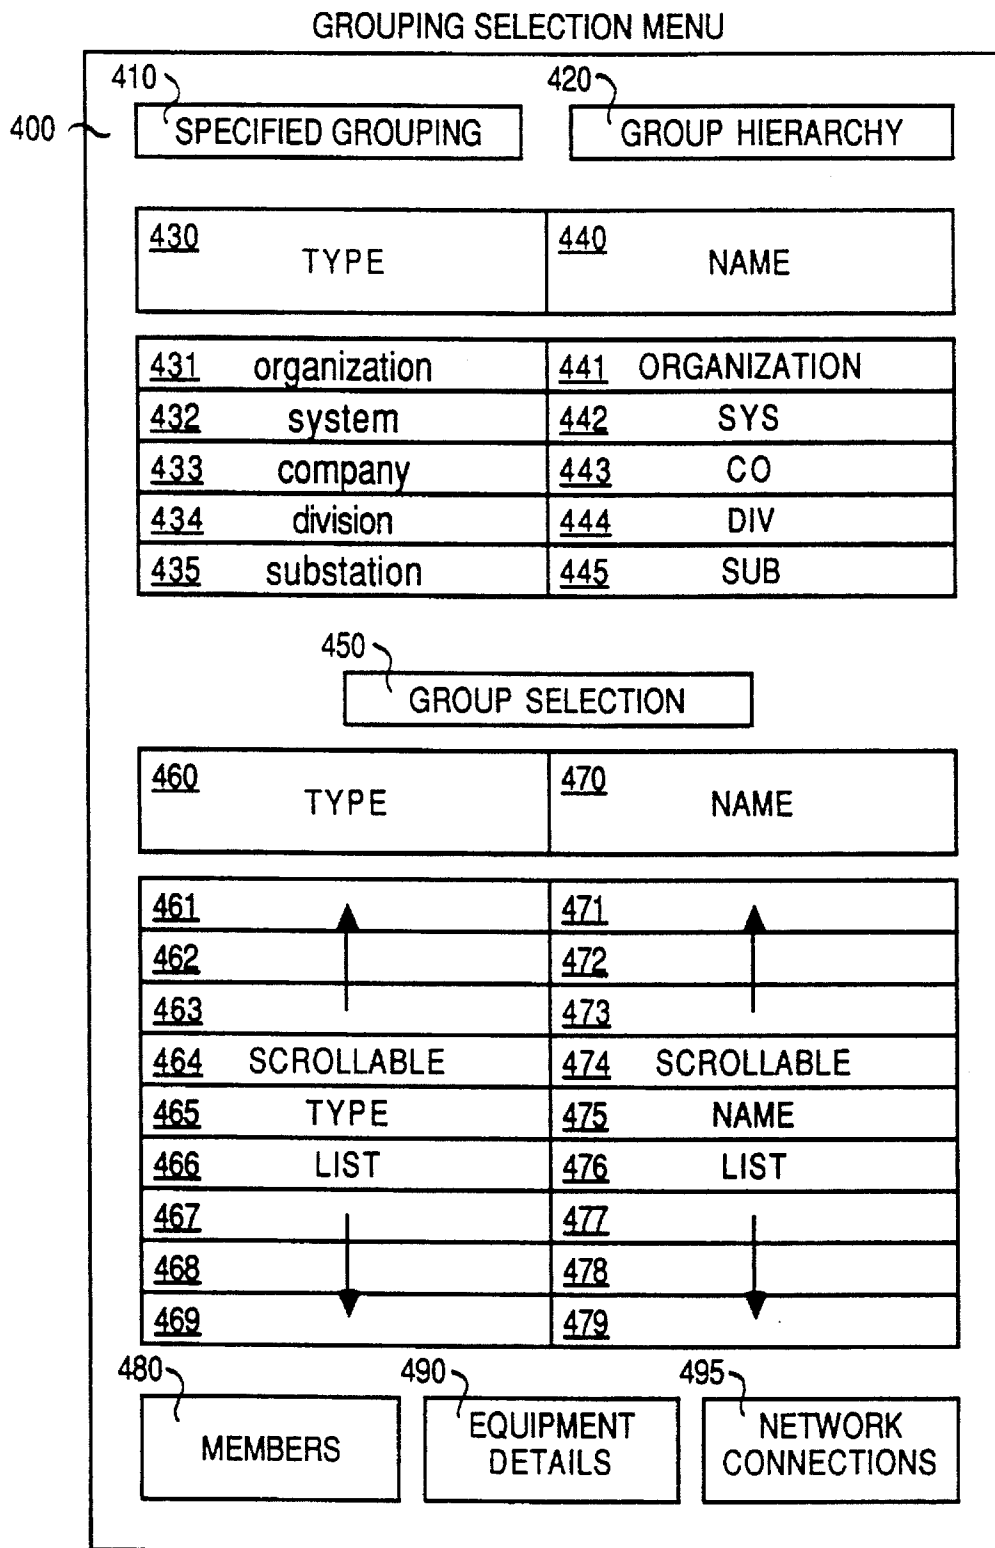 GROUPING SELECTION MENU
410 420
400 SPECIFIED GROUPING GROUP HIERARCHY
430 TYPE 440 NAME
431 organization 441 ORGANIZATION
432 system 442 SYS
433 company 443 CO
434 division 444 DIV
435 substation 445 SUB
450
GROUP SELECTION
460 TYPE 470 NAME
461 471
462 472
463 473
464 SCROLLABLE 474 SCROLLABLE
465 TYPE 475 NAME
466 LIST 476 LIST
467 477
468 478
469 479
480 490 495
MEMBERS EQUIPMENT DETAILS NETWORK CONNECTIONS